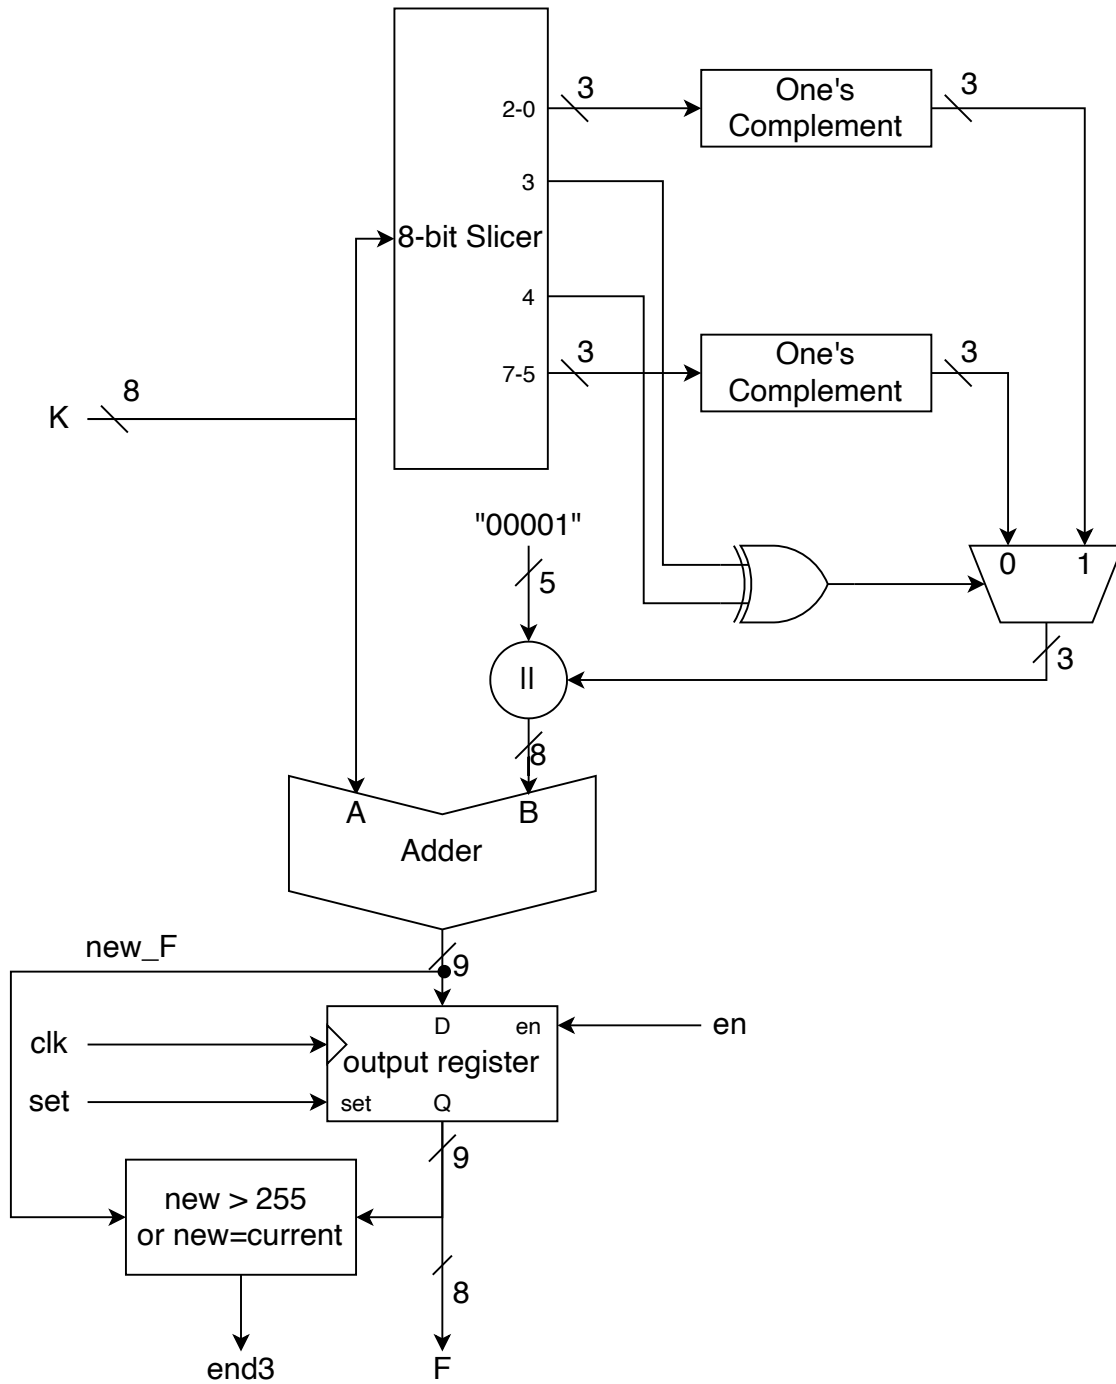 2-0
3
One's
Complement
3
3
8-bit Slicer
4
7-5
3
One's
Complement
3
K
8
"00001"
5
0
1
||
3
8
A
B
Adder
new_F
9
D
en
en
clk
output register
set
set
Q
9
new > 255
or new=current
8
end3
F